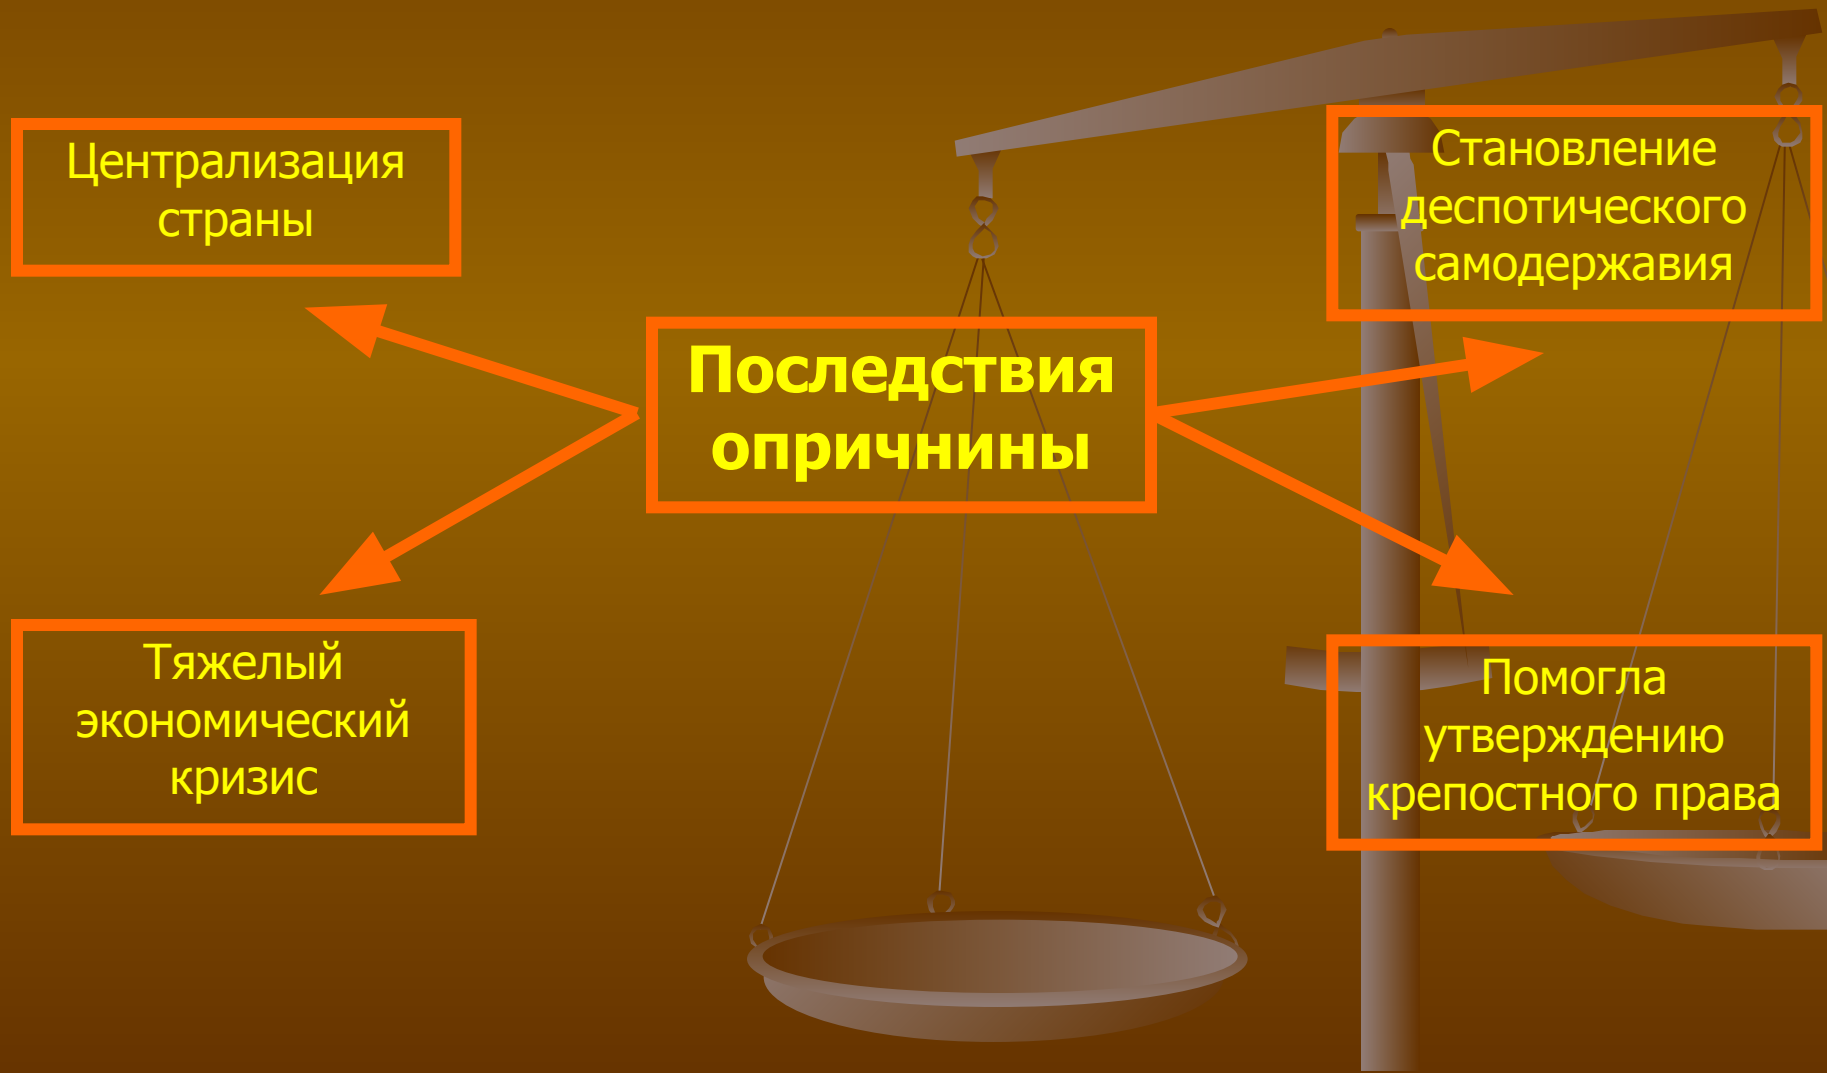 Централизация
страны
Становление
деспотического
самодержавия
Последствия
опричнины
Тяжелый
экономический
кризис
Помогла
утверждению
крепостного права